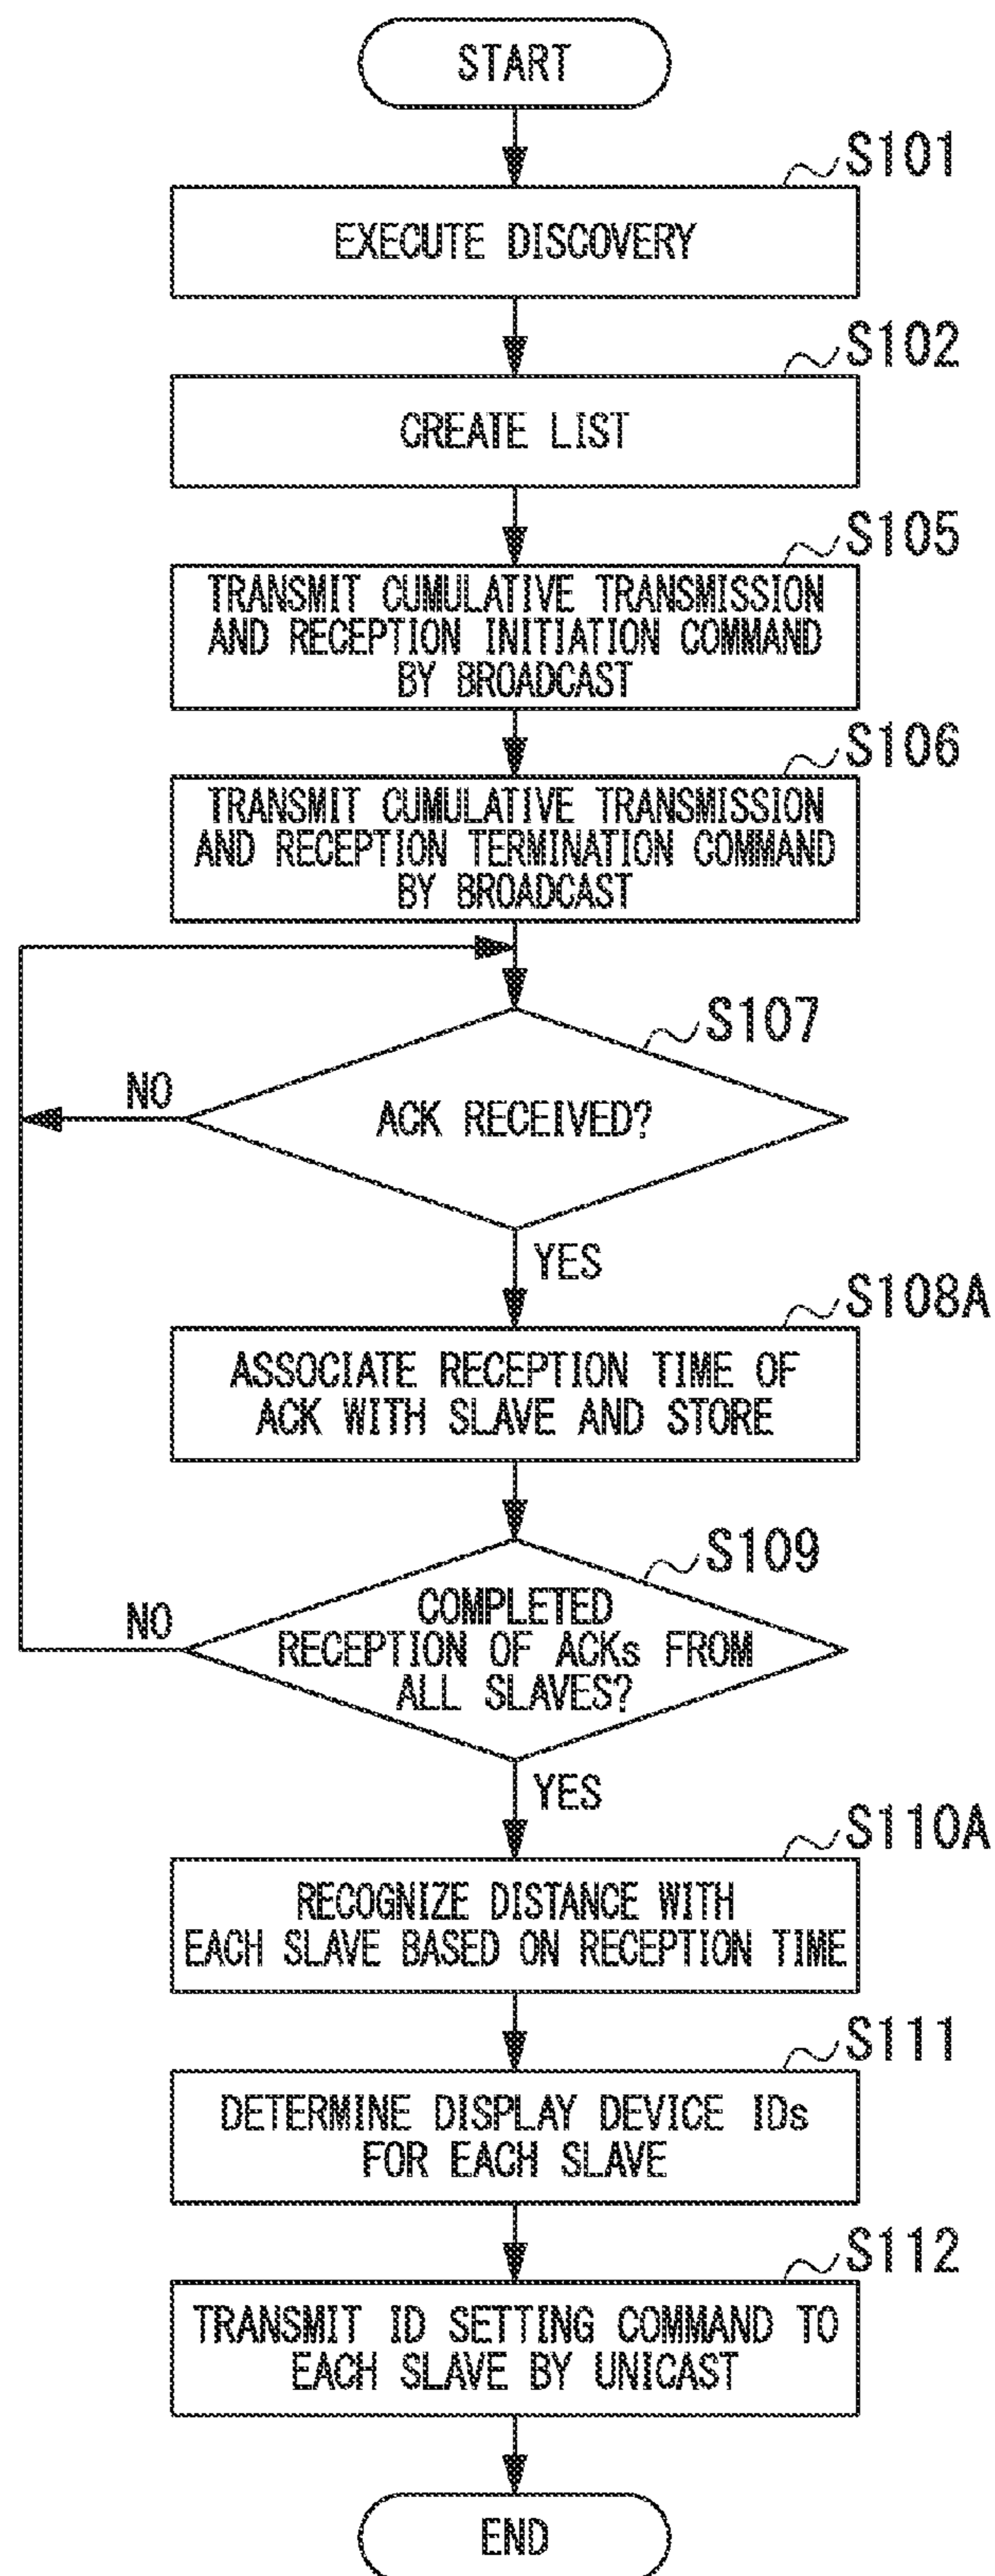 START
S101
EXECUTE DISCOVERY
S102
CREATE LIST
S105
TRANSMIT CUMULATIVE TRANSMISSION
AND RECEPTION INITIATION COMMAND
BY BROADCAST
S106
TRANSMIT CUMULATIVE TRANSMISSION
AND RECEPTION TERMINATION COMMAND
BY BROADCAST
S107
NO
ACK RECEIVED?
YES
S108A
ASSOCIATE RECEPTION TIME OF
ACK WITH SLAVE AND STORE
S109
NO
COMPLETED
RECEPTION OF ACKs FROM
ALL SLAVES?
YES
S110A
RECOGNIZE DISTANCE WITH
EACH SLAVE BASED ON RECEPTION TIME
S111
DETERMINE DISPLAY DEVICE IDs
FOR EACH SLAVE
S112
TRANSMIT ID SETTING COMMAND TO
EACH SLAVE BY UNICAST
END